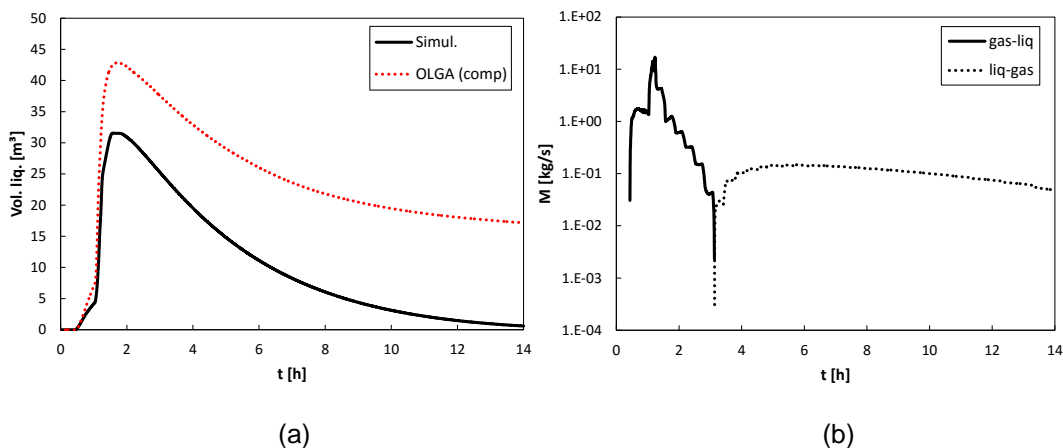 50
45
40
35
30
25
20
15
10
5
0
Vol. liq. [m³]
0 2 4 6 8 10 12 14
t [h]
Simul.
OLGA (comp)
(a)
1.E+02
1.E+01
1.E+00
1.E-01
1.E-02
1.E-03
1.E-04
M [kg/s]
0 2 4 6 8 10 12 14
t [h]
gas-liq
liq-gas
(b)